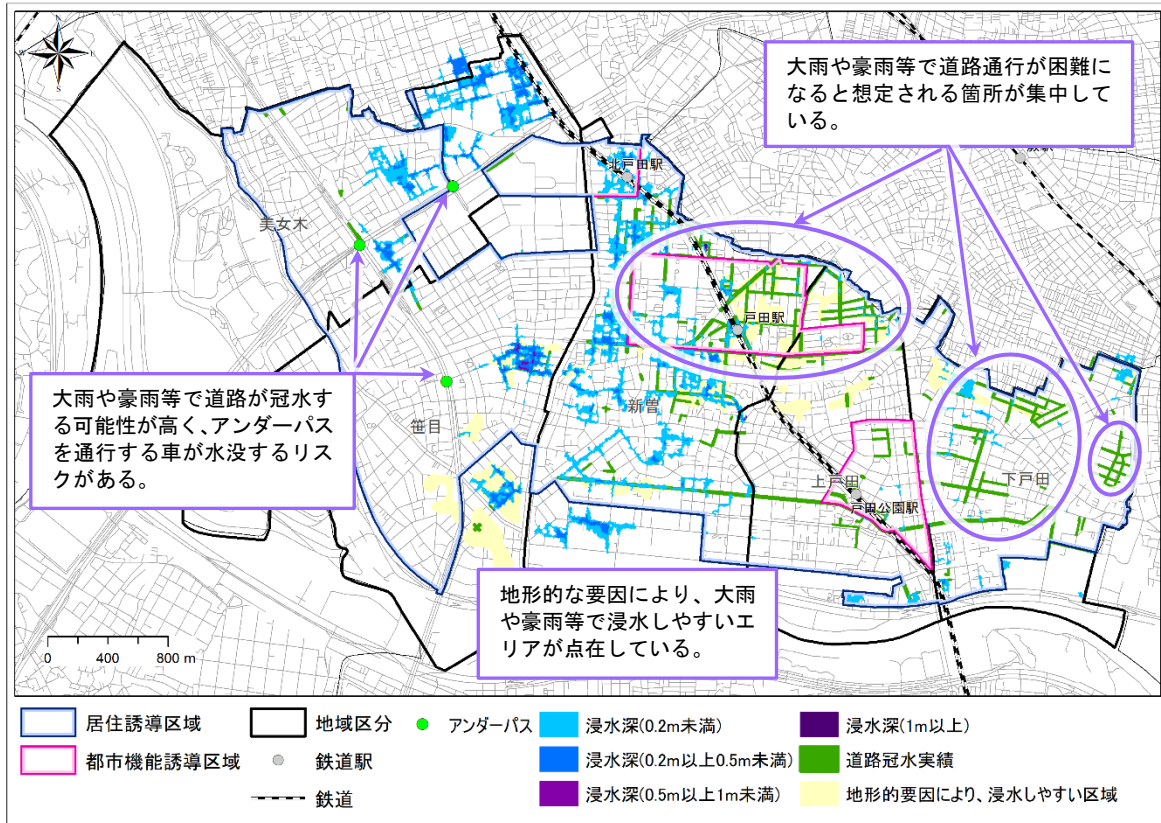 N
W
E
S
大雨や豪雨等で道路通行が困難に
なると想定される箇所が集中して
いる。
北戸田駅
蕨駅
美女木
戸田駅
大雨や豪雨等で道路が冠水す
る可能性が高く、アンダーパス
を通行する車が水没するリス
クがある。
新曽
笹目
上戸田
下戸田
戸田公園駅
地形的な要因により、大雨
や豪雨等で浸水しやすいエ
リアが点在している。
0 400 800 m
居住誘導区域
地域区分
アンダーパス
浸水深(0.2m未満)
浸水深(1m以上)
都市機能誘導区域
鉄道駅
浸水深(0.2m以上0.5m未満)
道路冠水実績
鉄道
浸水深(0.5m以上1m未満)
地形的要因により、浸水しやすい区域